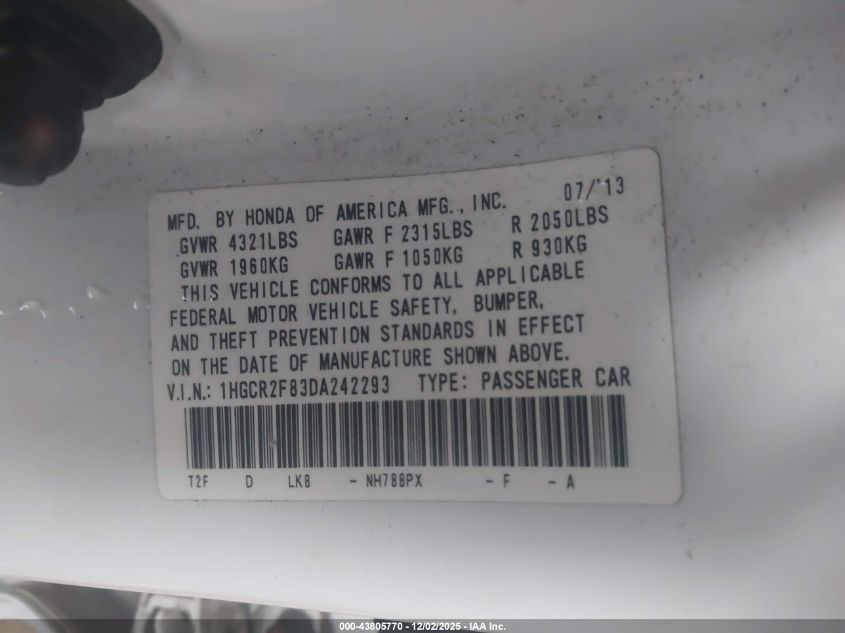 MFD. BY HONDA OF AMERICA MFG., INC. 07/'13
GVWR 4321LBS GAWR F 2315LBS R 2050LBS
GVWR 1960KG GAWR F 1050KG R 930KG
THIS VEHICLE CONFORMS TO ALL APPLICABLE
FEDERAL MOTOR VEHICLE SAFETY, BUMPER,
AND THEFT PREVENTION STANDARDS IN EFFECT
ON THE DATE OF MANUFACTURE SHOWN ABOVE.
V.I.N.: 1HGCR2F83DA242293 TYPE: PASSENGER CAR
T2F D LK8 - NH788PX - F - A
000-43805770 - 12/02/2025 - IAA Inc.